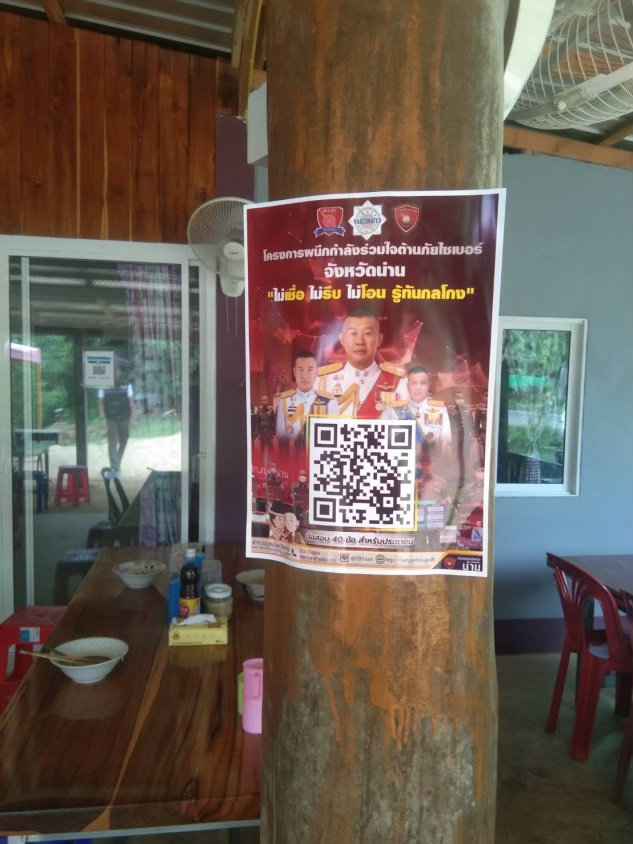 VACCINATED
โครงการผนึกกำลังร่วมใจต้านภัยไซเบอร์
จังหวัดน่าน
"ไม่เชื่อ ไม่รีบ ไม่โอน รู้ทันกลโกง"
ข้อสอบ 40 ข้อ สำหรับประชาชน
น่าน